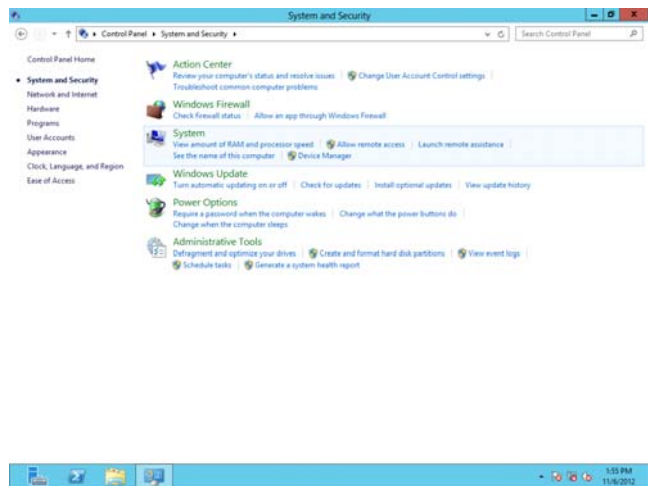 System and Security
Control Panel ▸ System and Security ▸
Search Control Panel
Control Panel Home
System and Security
Network and Internet
Hardware
Programs
User Accounts
Appearance
Clock, Language, and Region
Ease of Access
Action Center
Review your computer's status and resolve issues | Change User Account Control settings
Troubleshoot common computer problems
Windows Firewall
Check firewall status | Allow an app through Windows Firewall
System
View amount of RAM and processor speed | Allow remote access | Launch remote assistance
See the name of this computer | Device Manager
Windows Update
Turn automatic updating on or off | Check for updates | Install optional updates | View update history
Power Options
Require a password when the computer wakes | Change what the power buttons do
Change when the computer sleeps
Administrative Tools
Defragment and optimize your drives | Create and format hard disk partitions | View event logs
Schedule tasks | Generate a system health report
1:55 PM
11/6/2012